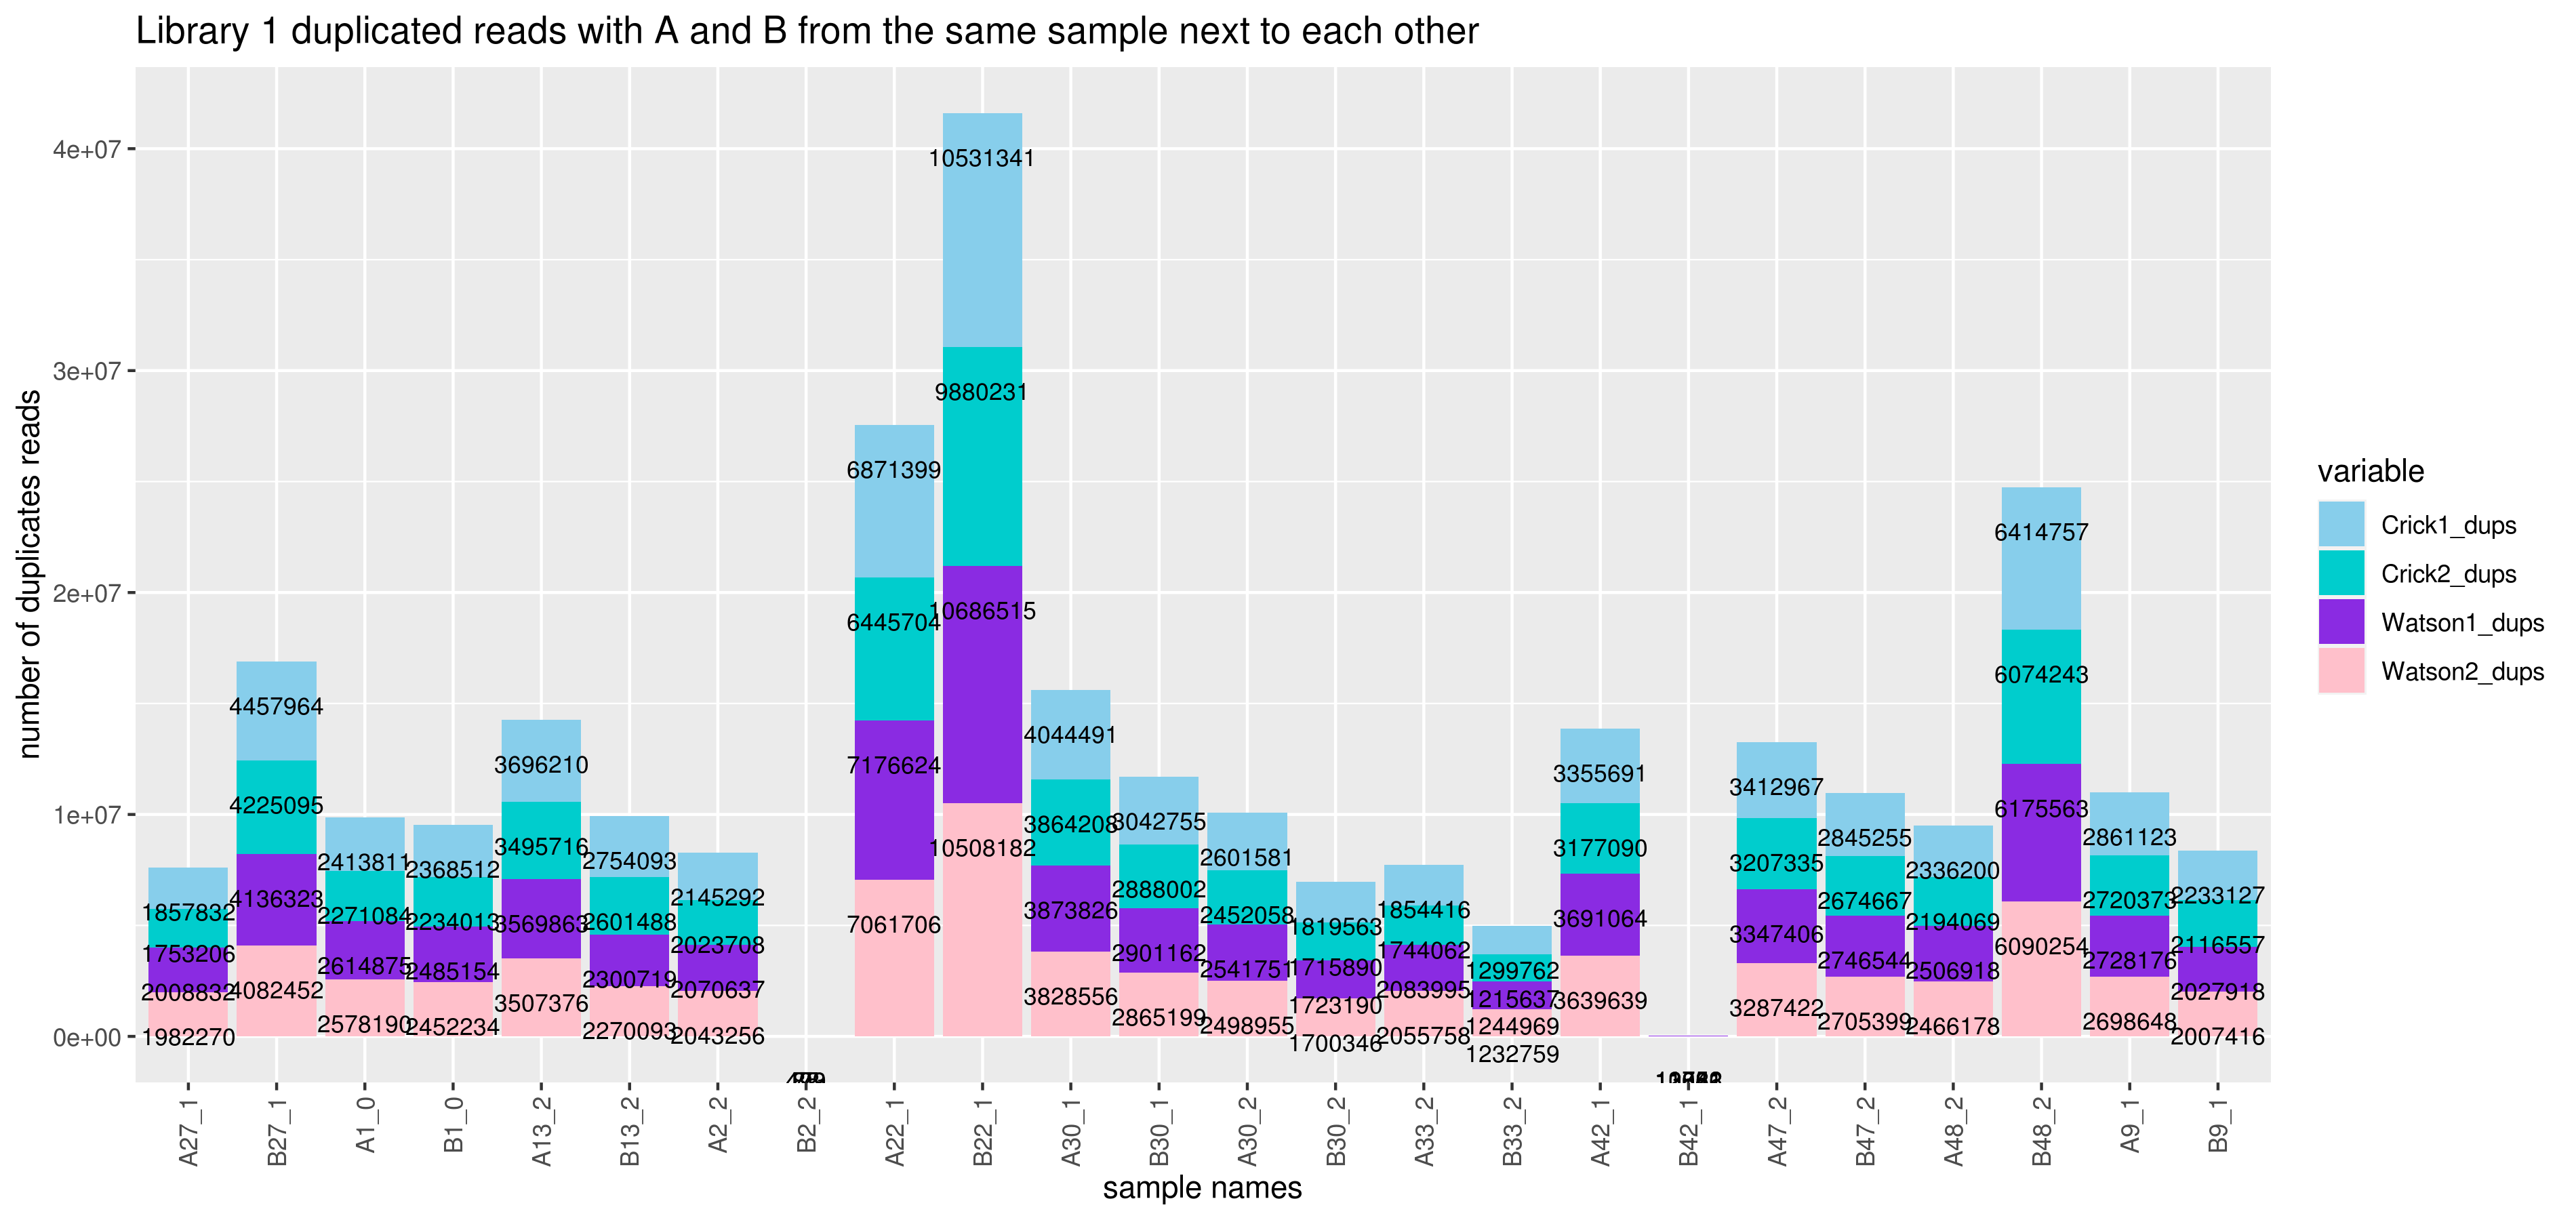 Library 1 duplicated reads with A and B from the same sample next to each other
number of duplicates reads
4e+07
3e+07
2e+07
1e+07
0e+00
1857832
1753206
2008832
1982270
4457964
4225095
4136323
4082452
2413811
2271084
2614875
2578190
2368512
2234013
2485154
2452234
3696210
3495716
3569863
3507376
2754093
2601488
2300719
2270093
2145292
2023708
2070637
2043256
6871399
6445704
7176624
7061706
10531341
9880231
10686515
10508182
4044491
3864208
3873826
3828556
3042755
2888002
2901162
2865199
2601581
2452058
2541751
2498955
1819563
1715890
1723190
1700346
1854416
1744062
2083995
2055758
1299762
1215637
1244969
1232759
3355691
3177090
3691064
3639639
3412967
3207335
3347406
3287422
2845255
2674667
2746544
2705399
2336200
2194069
2506918
2466178
6414757
6074243
6175563
6090254
2861123
2720373
2728176
2698648
2233127
2116557
2027918
2007416
A27_1
B27_1
A1_0
B1_0
A13_2
B13_2
A2_2
B2_2
A22_1
B22_1
A30_1
B30_1
A30_2
B30_2
A33_2
B33_2
A42_1
B42_1
A47_2
B47_2
A48_2
B48_2
A9_1
B9_1
sample names
variable
Crick1_dups
Crick2_dups
Watson1_dups
Watson2_dups